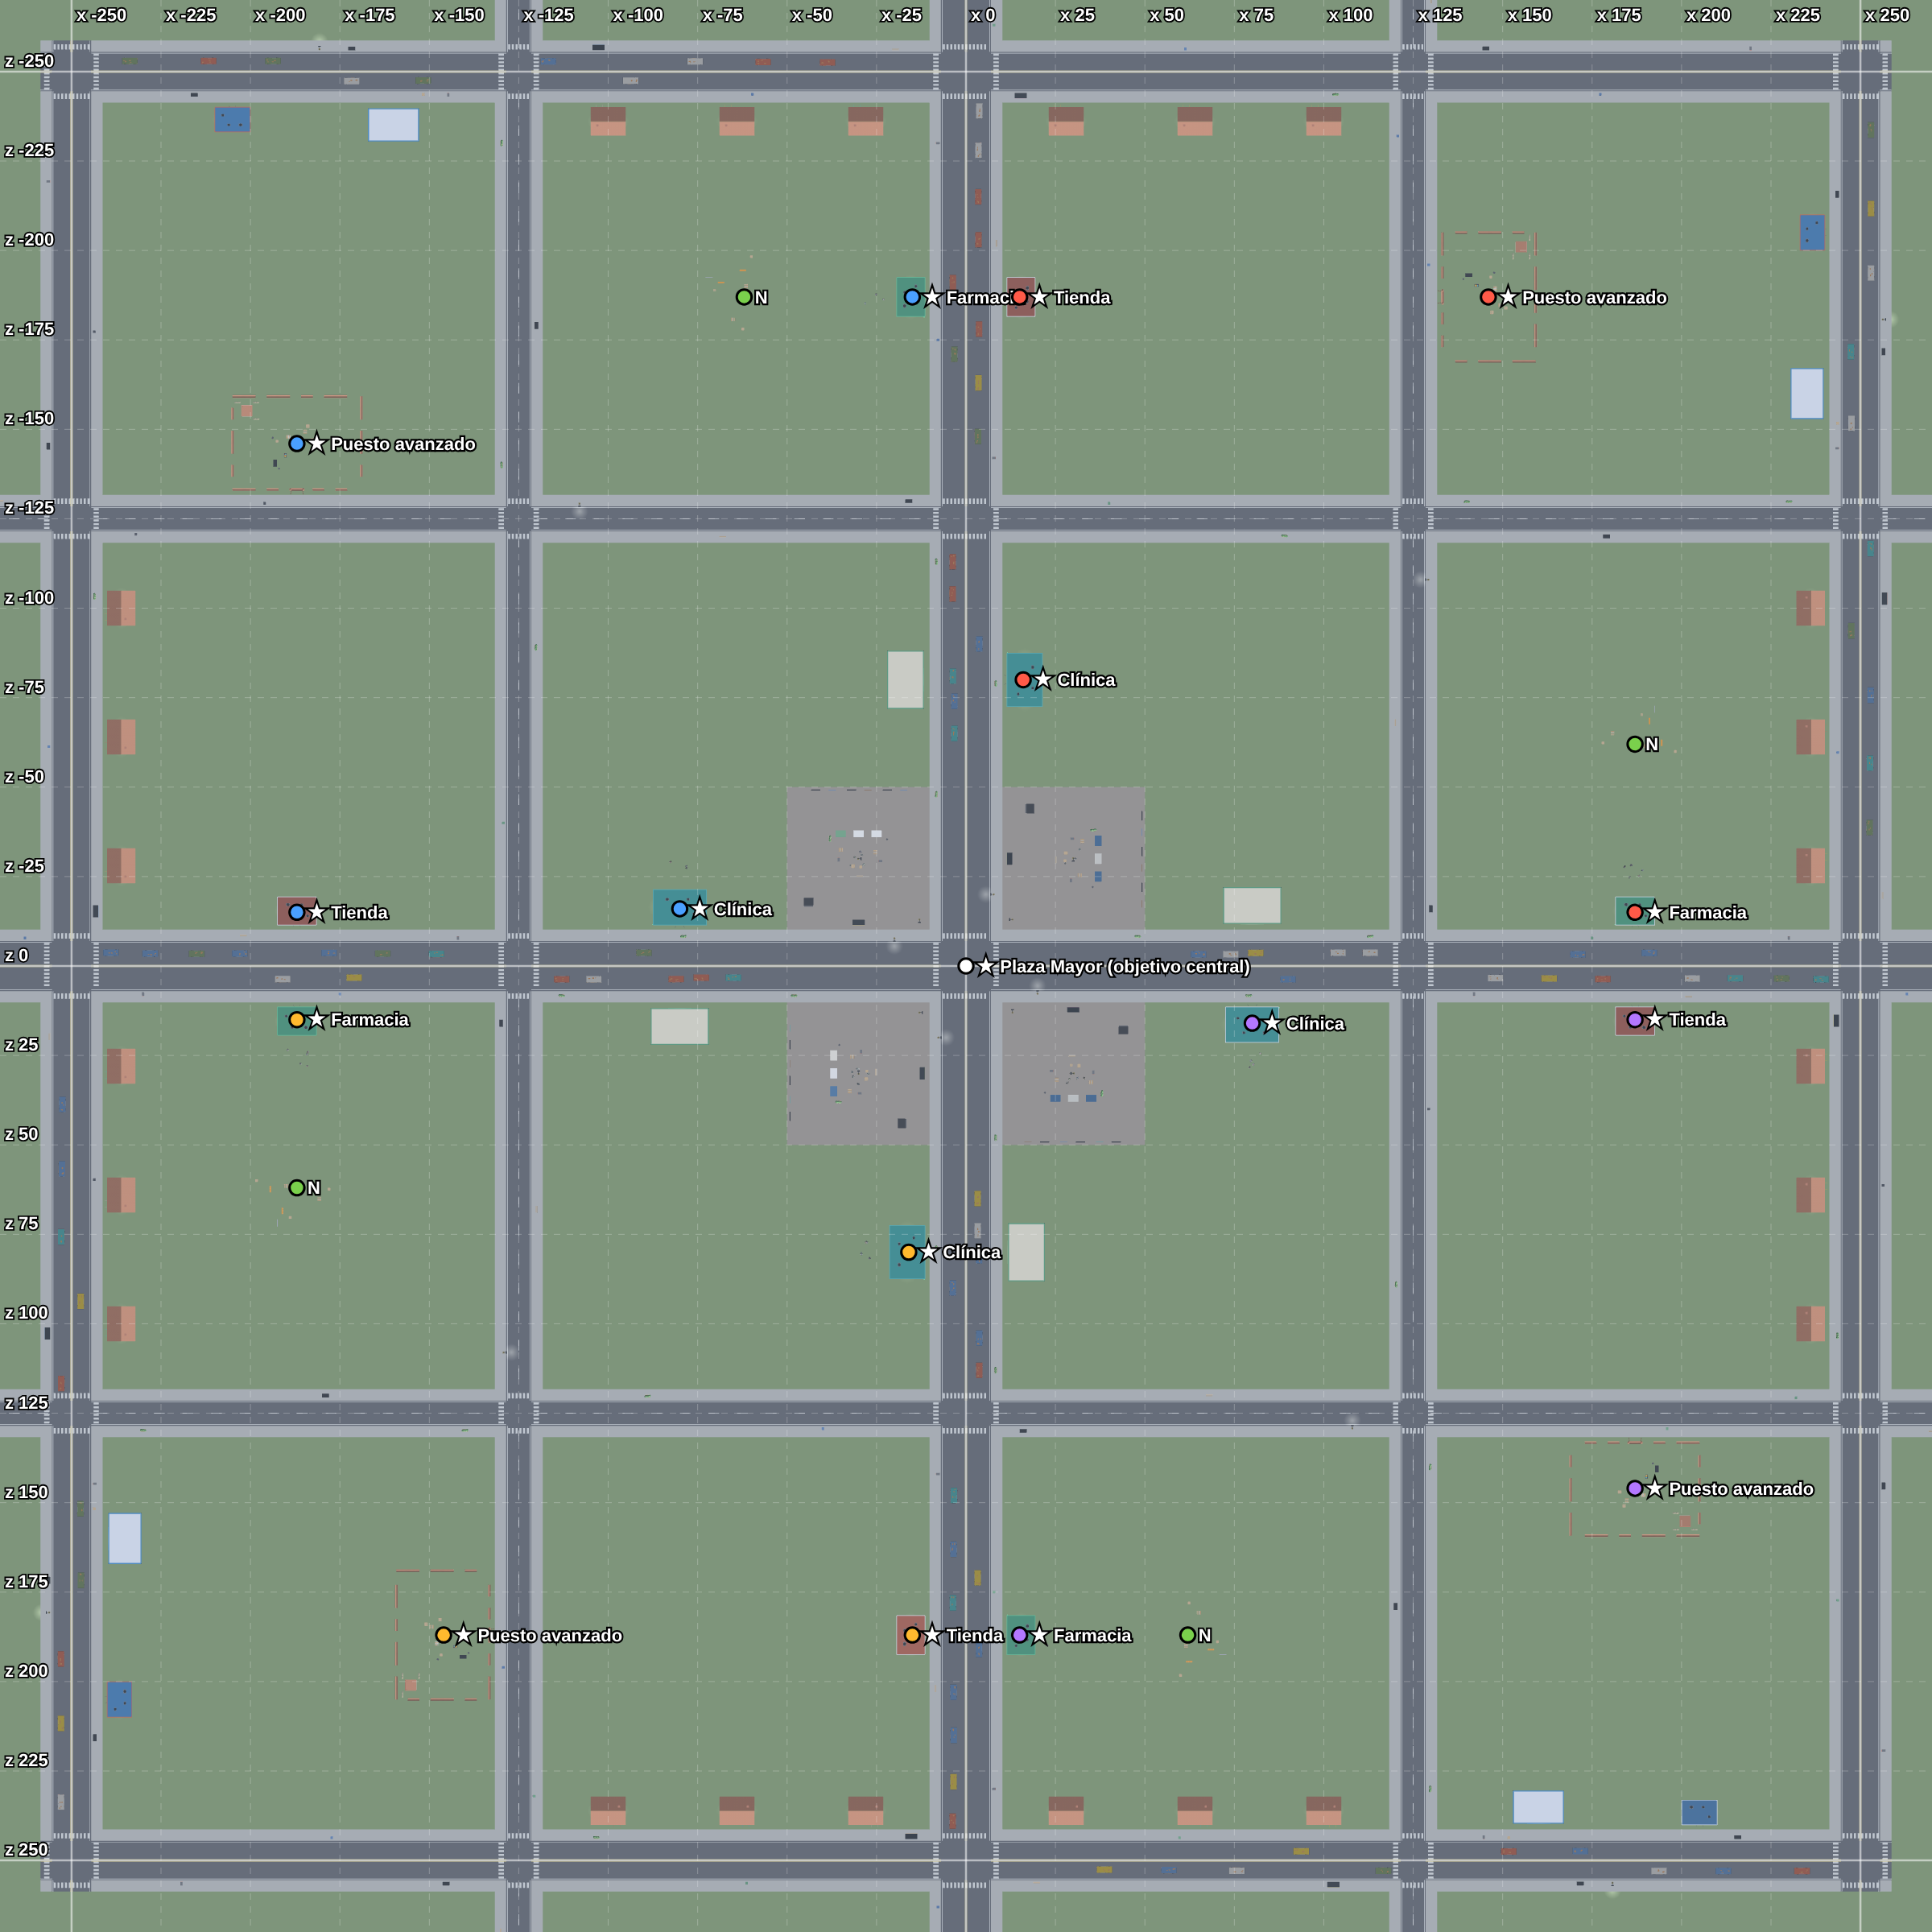 x -250 x -225 x -200 x -175 x -150 x -125 x -100 x -75 x -50 x -25 x 0 x 25 x 50 x 75 x 100 x 125 x 150 x 175 x 200 x 225 x 250
z -250
z -225
z -200
N
Farmaci
Tienda
Puesto avanzado
z -175
z -150
Puesto avanzado
z -125
z -100
z -75
Clínica
N
z -50
z -25
Tienda
Clínica
Farmacia
z 0
Plaza Mayor (objetivo central)
Farmacia
Clínica
Tienda
z 25
z 50
N
z 75
Clínica
z 100
z 125
z 150
Puesto avanzado
z 175
Puesto avanzado
Tienda
Farmacia
N
z 200
z 225
z 250